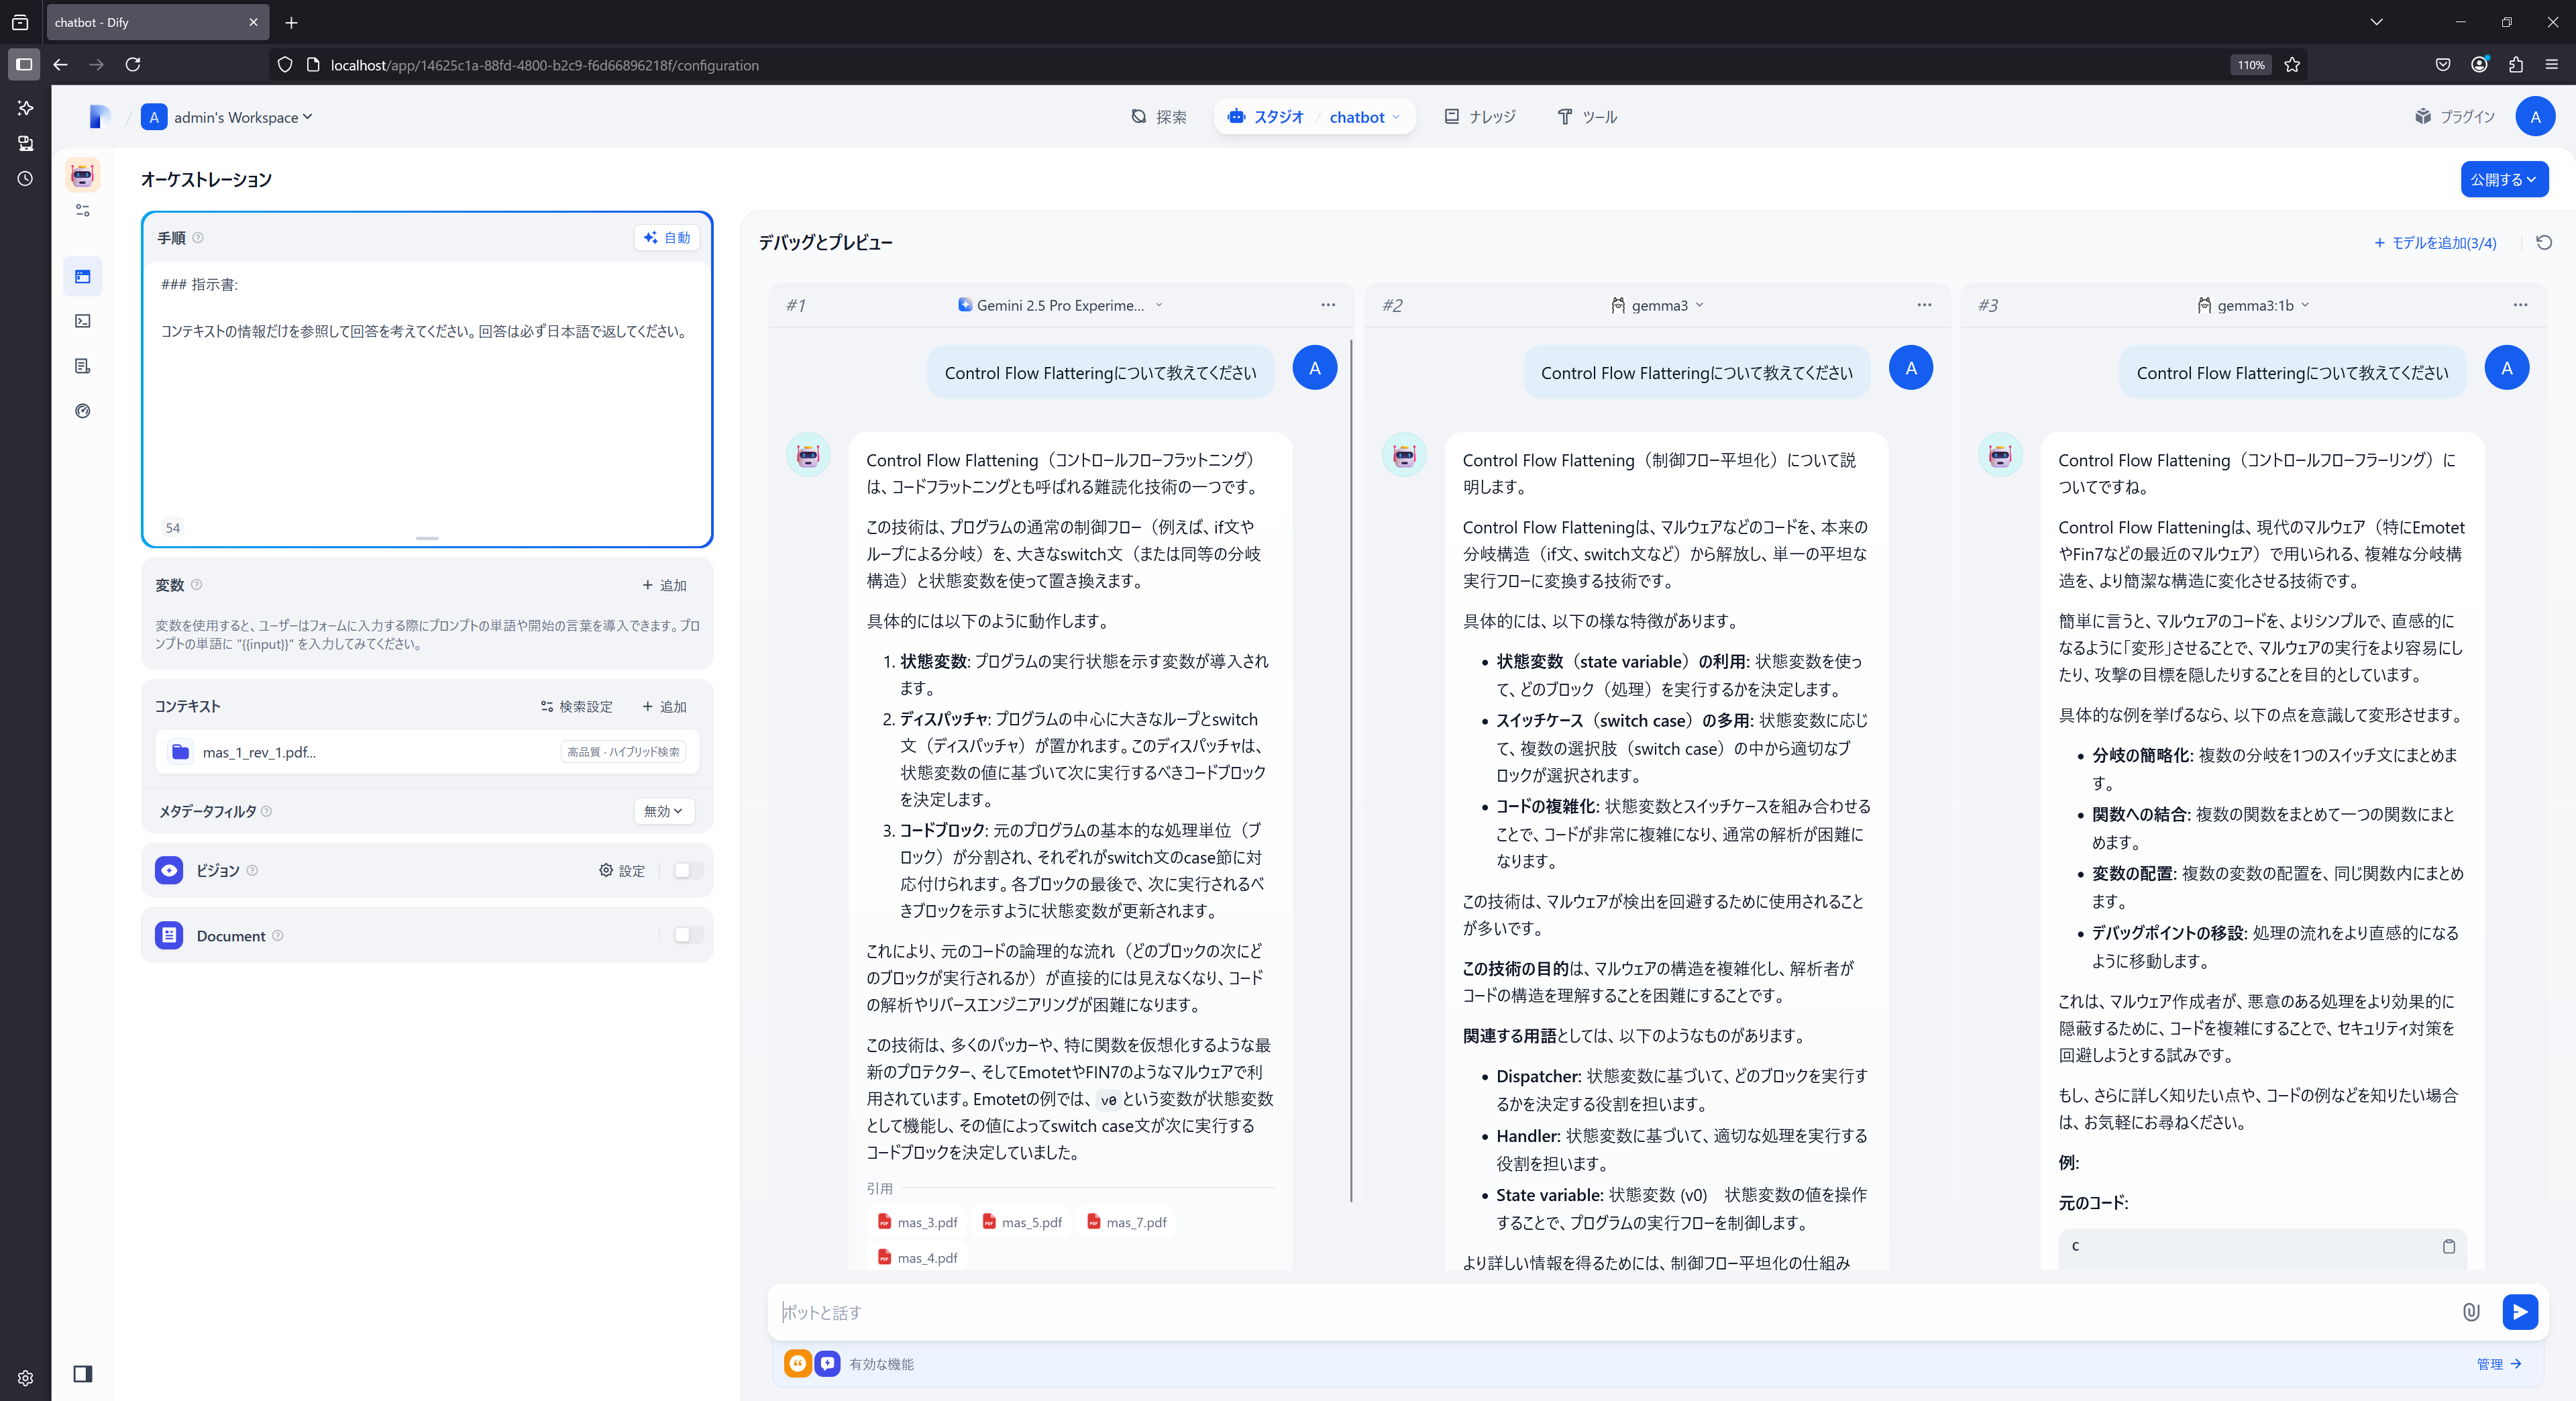 chatbot - Dify
localhost/app/14625c1a-88fd-4800-b2c9-f6d66896218f/configuration
110%
A admin's Workspace
探索
スタジオ / chatbot
ナレッジ
ツール
プラグイン
A
オーケストレーション
公開する
手順
自動
### 指示書:
コンテキストの情報だけを参照して回答を考えてください。回答は必ず日本語で返してください。
54
変数
+ 追加
変数を使用すると、ユーザーはフォームに入力する際にプロンプトの単語や開始の言葉を導入できます。プロ
ンプトの単語に "{{input}}" を入力してみてください。
コンテキスト
検索設定
+ 追加
mas_1_rev_1.pdf...
高品質・ハイブリッド検索
メタデータフィルタ
無効
ビジョン
設定
Document
デバッグとプレビュー
+ モデルを追加(3/4)
#1
Gemini 2.5 Pro Experime...
Control Flow Flatteringについて教えてください
A
Control Flow Flattening（コントロールフローフラットニング）
は、コードフラットニングとも呼ばれる難読化技術の一つです。
この技術は、プログラムの通常の制御フロー（例えば、if文や
ループによる分岐）を、大きなswitch文（または同等の分岐
構造）と状態変数を使って置き換えます。
具体的には以下のように動作します。
1. 状態変数: プログラムの実行状態を示す変数が導入され
ます。
2. ディスパッチャ: プログラムの中心に大きなループとswitch
文（ディスパッチャ）が置かれます。このディスパッチャは、
状態変数の値に基づいて次に実行するべきコードブロック
を決定します。
3. コードブロック: 元のプログラムの基本的な処理単位（ブ
ロック）が分割され、それぞれがswitch文のcase節に対
応付けられます。各ブロックの最後で、次に実行されるべ
きブロックを示すように状態変数が更新されます。
これにより、元のコードの論理的な流れ（どのブロックの次にど
のブロックが実行されるか）が直接的には見えなくなり、コード
の解析やリバースエンジニアリングが困難になります。
この技術は、多くのパッカーや、特に関数を仮想化するような最
新のプロテクター、そしてEmotetやFIN7のようなマルウェアで利
用されています。Emotetの例では、 v0 という変数が状態変数
として機能し、その値によってswitch case文が次に実行する
コードブロックを決定していました。
引用
mas_3.pdf
mas_5.pdf
mas_7.pdf
mas_4.pdf
#2
gemma3
Control Flow Flatteringについて教えてください
A
Control Flow Flattening（制御フロー平坦化）について説
明します。
Control Flow Flatteningは、マルウェアなどのコードを、本来の
分岐構造（if文、switch文など）から解放し、単一の平坦な
実行フローに変換する技術です。
具体的には、以下の様な特徴があります。
• 状態変数（state variable）の利用: 状態変数を使っ
て、どのブロック（処理）を実行するかを決定します。
• スイッチケース（switch case）の多用: 状態変数に応じ
て、複数の選択肢（switch case）の中から適切なブ
ロックが選択されます。
• コードの複雑化: 状態変数とスイッチケースを組み合わせる
ことで、コードが非常に複雑になり、通常の解析が困難に
なります。
この技術は、マルウェアが検出を回避するために使用されること
が多いです。
この技術の目的は、マルウェアの構造を複雑化し、解析者が
コードの構造を理解することを困難にすることです。
関連する用語としては、以下のようなものがあります。
• Dispatcher: 状態変数に基づいて、どのブロックを実行す
るかを決定する役割を担います。
• Handler: 状態変数に基づいて、適切な処理を実行する
役割を担います。
• State variable: 状態変数 (v0)　状態変数の値を操作
することで、プログラムの実行フローを制御します。
より詳しい情報を得るためには、制御フロー平坦化の仕組み
#3
gemma3:1b
Control Flow Flatteringについて教えてください
A
Control Flow Flattening（コントロールフローフラーリング）に
ついてですね。
Control Flow Flatteningは、現代のマルウェア（特にEmotet
やFin7などの最近のマルウェア）で用いられる、複雑な分岐構
造を、より簡潔な構造に変化させる技術です。
簡単に言うと、マルウェアのコードを、よりシンプルで、直感的に
なるように「変形」させることで、マルウェアの実行をより容易にし
たり、攻撃の目標を隠したりすることを目的としています。
具体的な例を挙げるなら、以下の点を意識して変形させます。
• 分岐の簡略化: 複数の分岐を1つのスイッチ文にまとめま
す。
• 関数への結合: 複数の関数をまとめて一つの関数にまと
めます。
• 変数の配置: 複数の変数の配置を、同じ関数内にまとめ
ます。
• デバッグポイントの移設: 処理の流れをより直感的になる
ように移動します。
これは、マルウェア作成者が、悪意のある処理をより効果的に
隠蔽するために、コードを複雑にすることで、セキュリティ対策を
回避しようとする試みです。
もし、さらに詳しく知りたい点や、コードの例などを知りたい場合
は、お気軽にお尋ねください。
例:
元のコード:
C
ボットと話す
有効な機能
管理 →